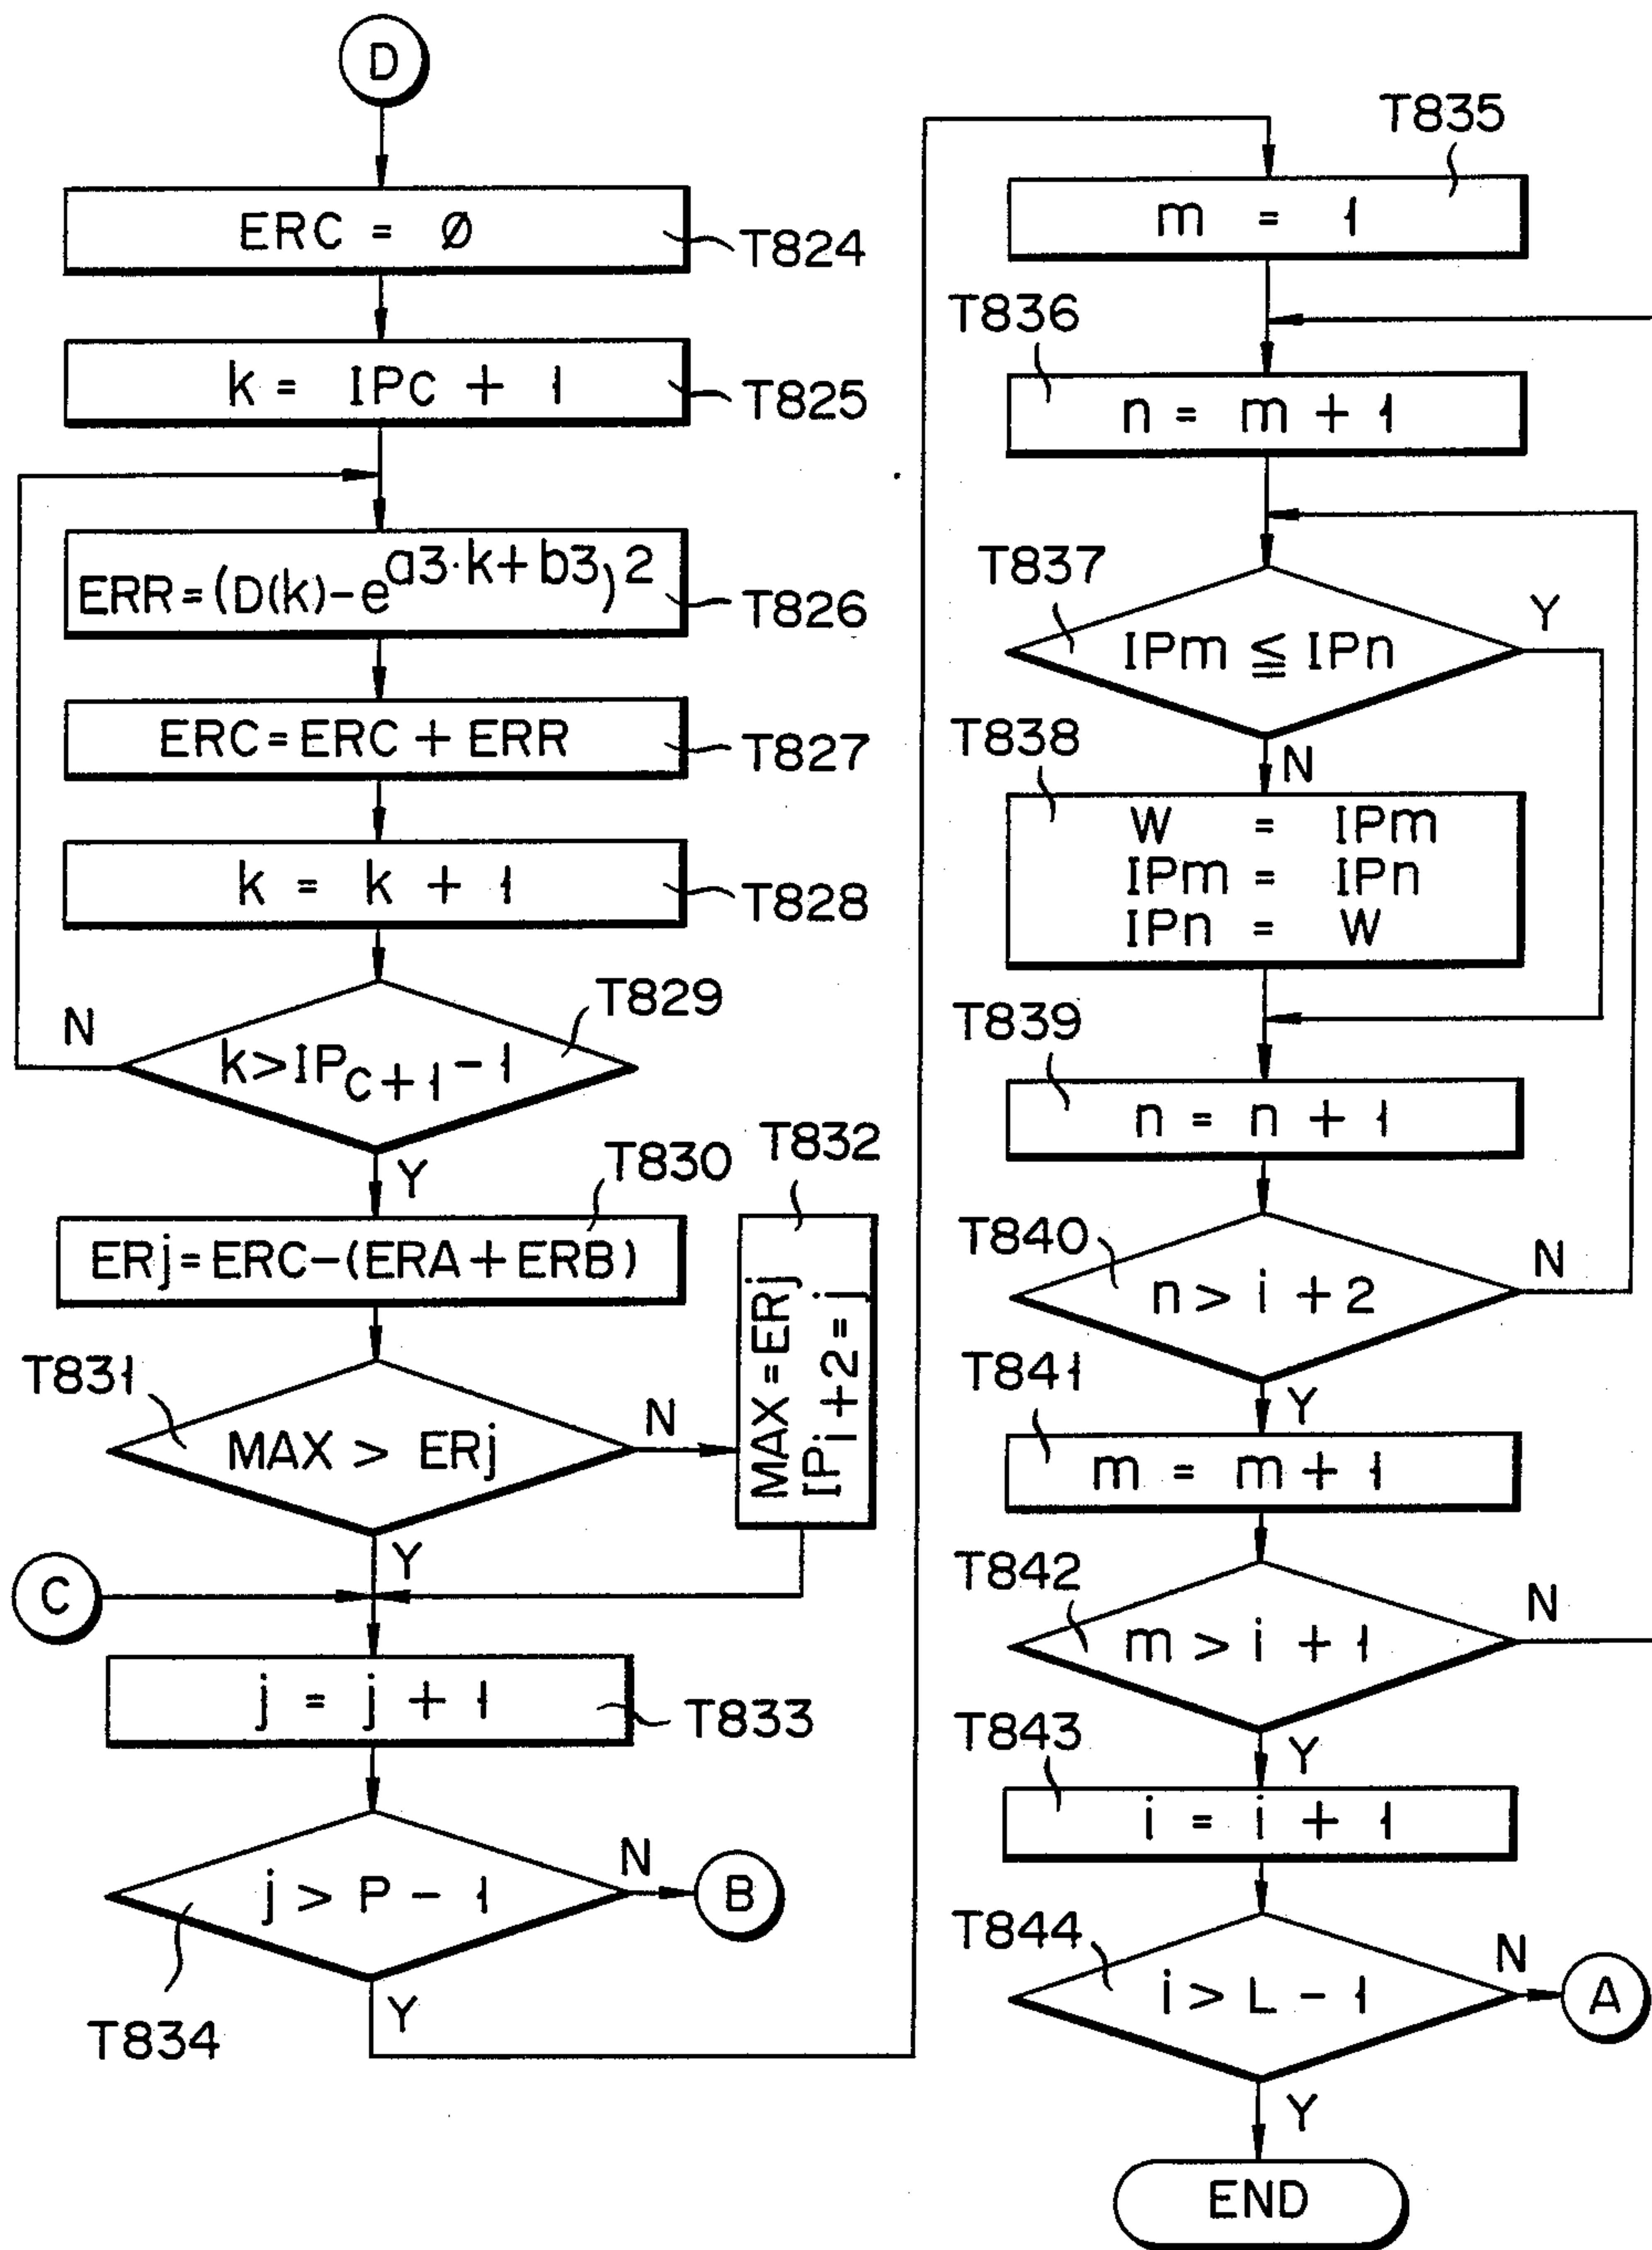 D
ERC = Ø
T824
k = IPC + 1
T825
ERR=(D(k)-e^a3·k+b3)^2
T826
ERC=ERC + ERR
T827
k = k + 1
T828
T829
N
k>IP_C+1 - 1
Y
T830
ERj=ERC-(ERA+ERB)
T832
MAX=ERj
IP_i+2=j
T831
MAX > ERj
N
Y
C
j = j + 1
T833
j > P - 1
N
B
Y
T834
T835
m = 1
T836
n = m + 1
T837
IPm ≦ IPn
Y
N
T838
W = IPm
IPm = IPn
IPn = W
T839
n = n + 1
T840
n > i + 2
N
Y
T841
m = m + 1
T842
m > i + 1
N
Y
T843
i = i + 1
T844
i > L - 1
N
A
Y
END